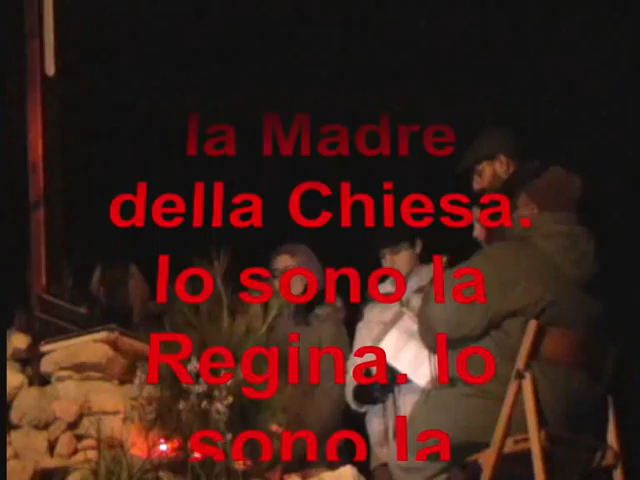 la Madre
della Chiesa.
Io sono la
Regina. Io
sono la